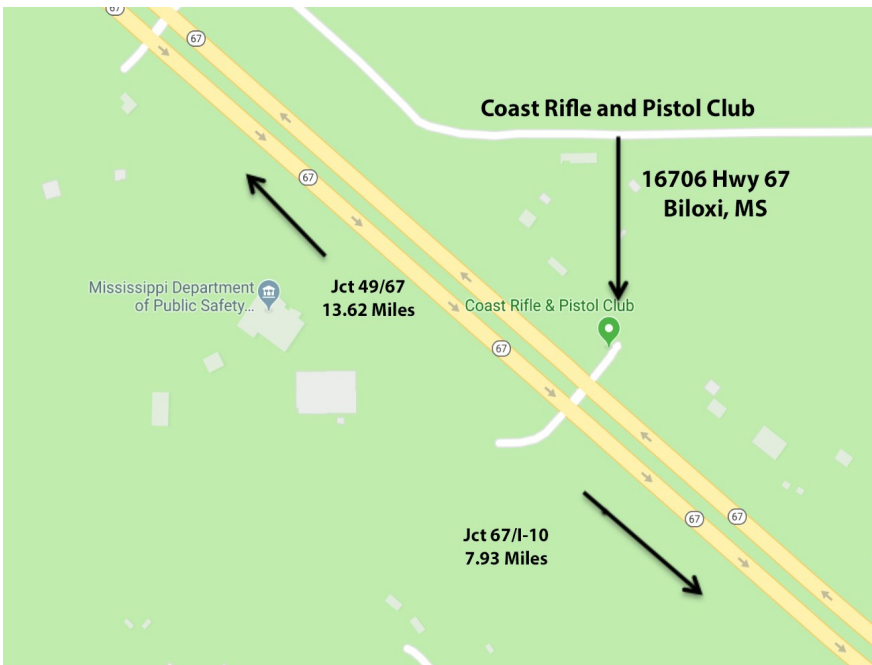 67
67
Coast Rifle and Pistol Club
16706 Hwy 67
Biloxi, MS
67
Mississippi Department
of Public Safety...
Jct 49/67
13.62 Miles
Coast Rifle & Pistol Club
67
Jct 67/I-10
7.93 Miles
67
67